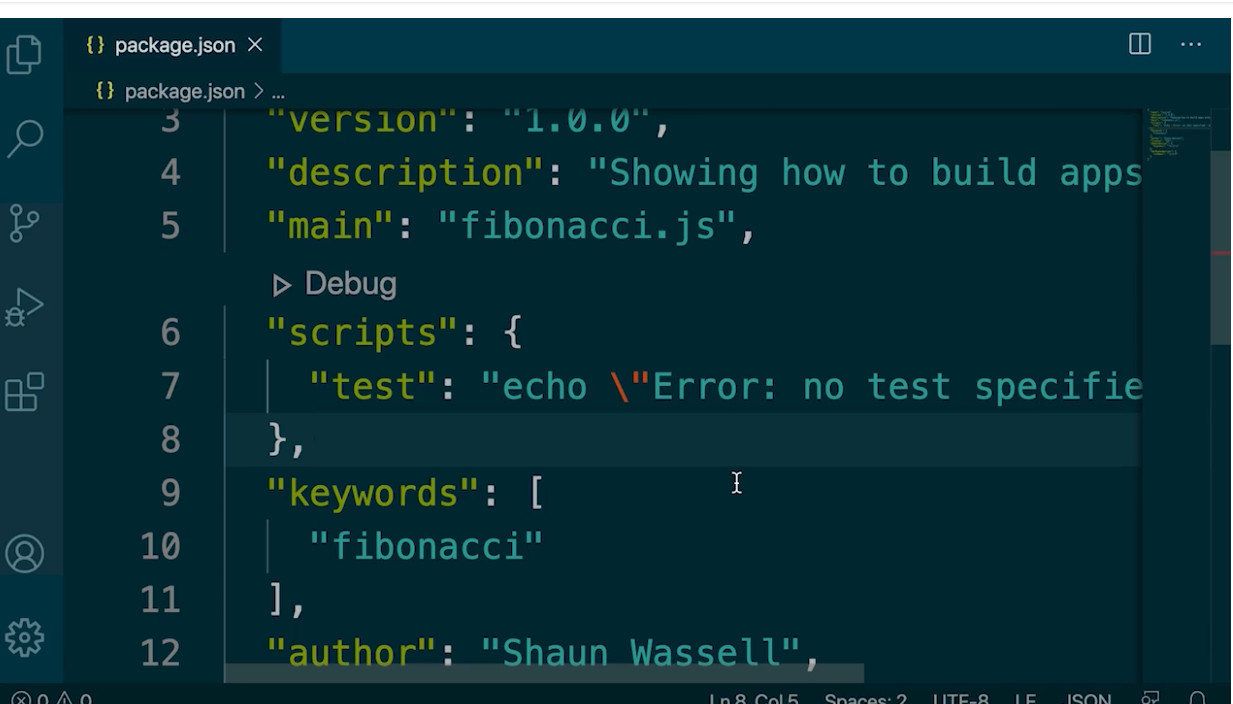 {} package.json ×
{} package.json > ...
3 "version": "1.0.0",
4 "description": "Showing how to build apps
5 "main": "fibonacci.js",
Debug
6 "scripts": {
7 "test": "echo \"Error: no test specifie
8 },
9 "keywords": [
10 "fibonacci"
11 ],
12 "author": "Shaun Wassell",
0 0 Ln 8, Col 5 Spaces: 2 UTF-8 LF JSON